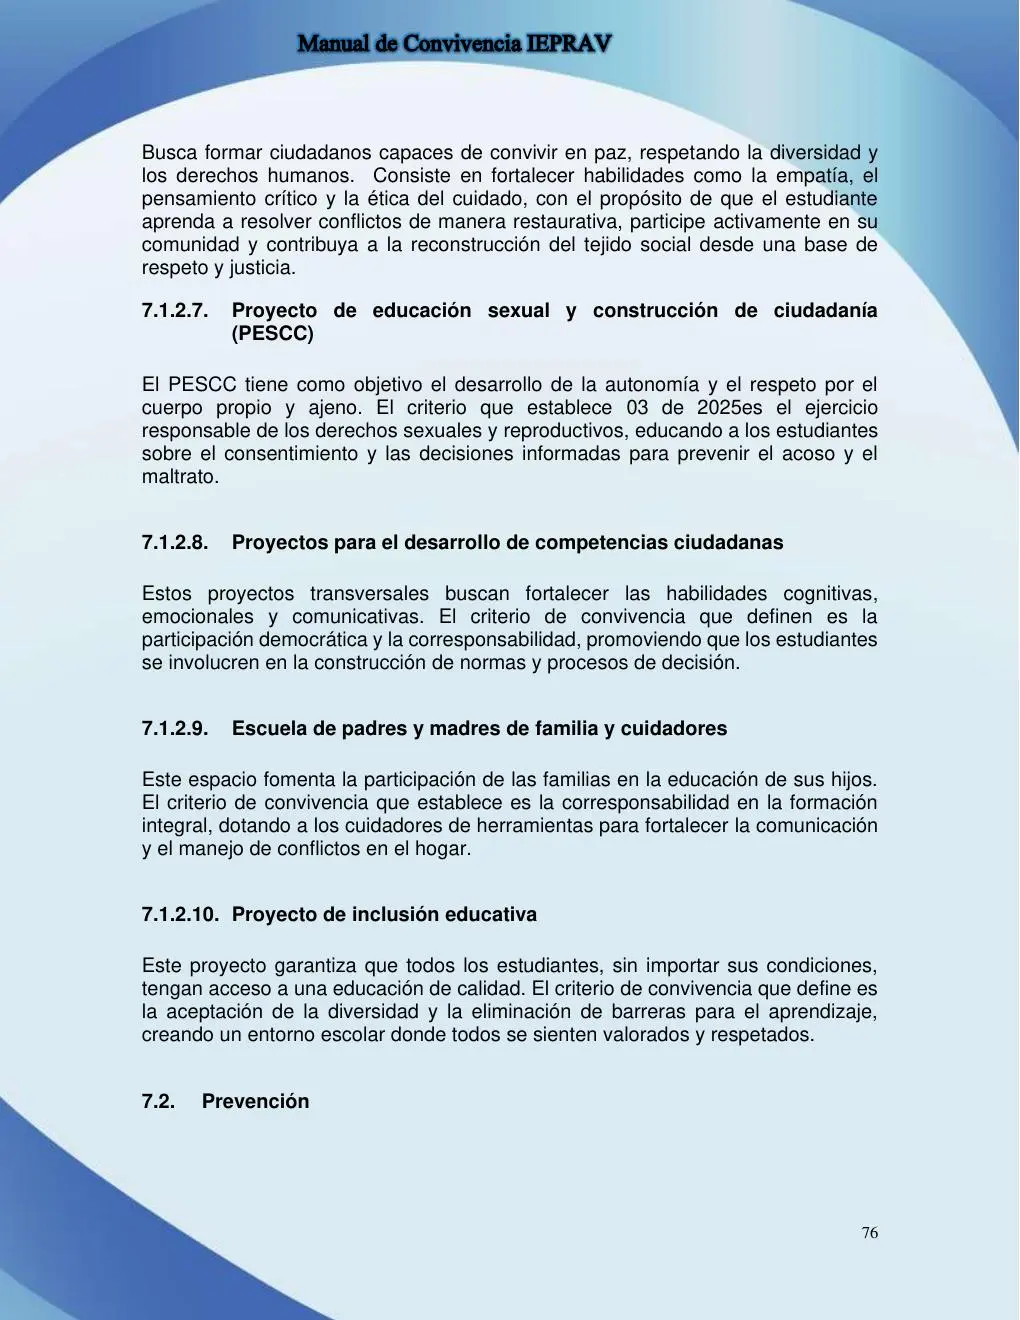 Manual de Convivencia IEPRAV
Busca formar ciudadanos capaces de convivir en paz, respetando la diversidad y
los derechos humanos.  Consiste en fortalecer habilidades como la empatía, el
pensamiento crítico y la ética del cuidado, con el propósito de que el estudiante
aprenda a resolver conflictos de manera restaurativa, participe activamente en su
comunidad y contribuya a la reconstrucción del tejido social desde una base de
respeto y justicia.
7.1.2.7. Proyecto de educación sexual y construcción de ciudadanía
(PESCC)
El PESCC tiene como objetivo el desarrollo de la autonomía y el respeto por el
cuerpo propio y ajeno. El criterio que establece 03 de 2025es el ejercicio
responsable de los derechos sexuales y reproductivos, educando a los estudiantes
sobre el consentimiento y las decisiones informadas para prevenir el acoso y el
maltrato.
7.1.2.8. Proyectos para el desarrollo de competencias ciudadanas
Estos proyectos transversales buscan fortalecer las habilidades cognitivas,
emocionales y comunicativas. El criterio de convivencia que definen es la
participación democrática y la corresponsabilidad, promoviendo que los estudiantes
se involucren en la construcción de normas y procesos de decisión.
7.1.2.9. Escuela de padres y madres de familia y cuidadores
Este espacio fomenta la participación de las familias en la educación de sus hijos.
El criterio de convivencia que establece es la corresponsabilidad en la formación
integral, dotando a los cuidadores de herramientas para fortalecer la comunicación
y el manejo de conflictos en el hogar.
7.1.2.10. Proyecto de inclusión educativa
Este proyecto garantiza que todos los estudiantes, sin importar sus condiciones,
tengan acceso a una educación de calidad. El criterio de convivencia que define es
la aceptación de la diversidad y la eliminación de barreras para el aprendizaje,
creando un entorno escolar donde todos se sienten valorados y respetados.
7.2. Prevención
76